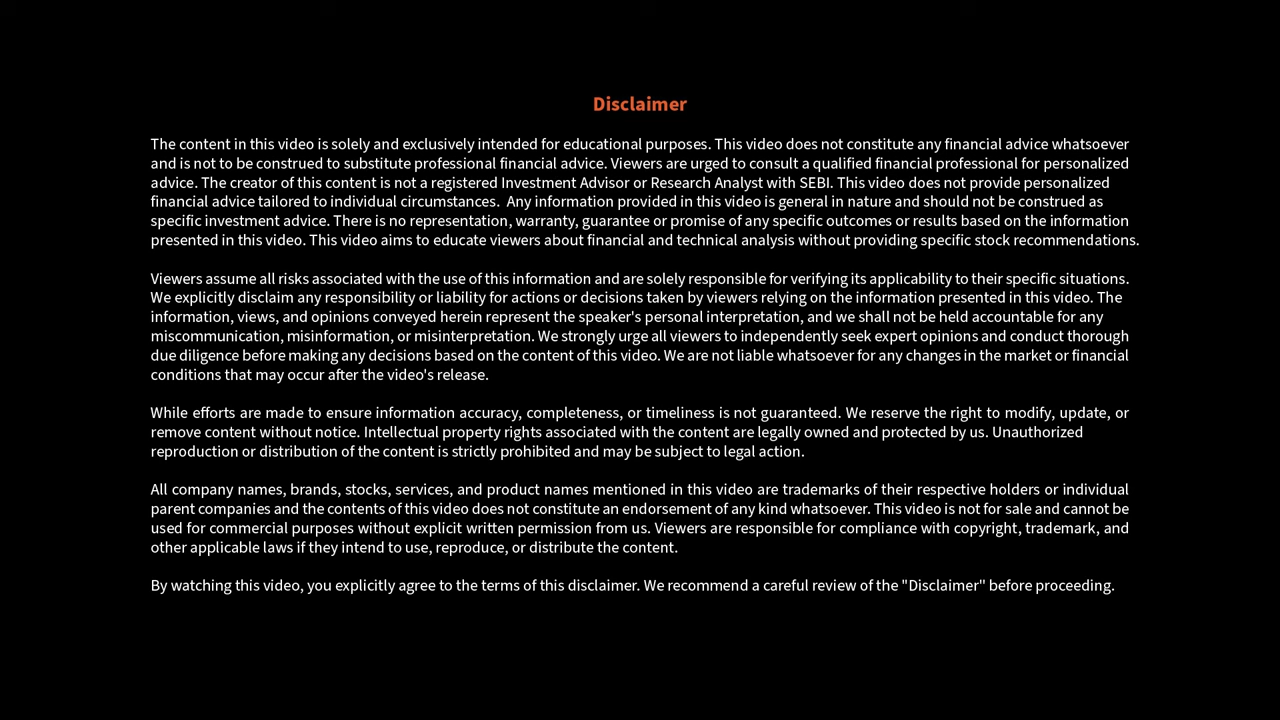 Disclaimer
The content in this video is solely and exclusively intended for educational purposes. This video does not constitute any financial advice whatsoever
and is not to be construed to substitute professional financial advice. Viewers are urged to consult a qualified financial professional for personalized
advice. The creator of this content is not a registered Investment Advisor or Research Analyst with SEBI. This video does not provide personalized
financial advice tailored to individual circumstances.  Any information provided in this video is general in nature and should not be construed as
specific investment advice. There is no representation, warranty, guarantee or promise of any specific outcomes or results based on the information
presented in this video. This video aims to educate viewers about financial and technical analysis without providing specific stock recommendations.
Viewers assume all risks associated with the use of this information and are solely responsible for verifying its applicability to their specific situations.
We explicitly disclaim any responsibility or liability for actions or decisions taken by viewers relying on the information presented in this video. The
information, views, and opinions conveyed herein represent the speaker's personal interpretation, and we shall not be held accountable for any
miscommunication, misinformation, or misinterpretation. We strongly urge all viewers to independently seek expert opinions and conduct thorough
due diligence before making any decisions based on the content of this video. We are not liable whatsoever for any changes in the market or financial
conditions that may occur after the video's release.
While efforts are made to ensure information accuracy, completeness, or timeliness is not guaranteed. We reserve the right to modify, update, or
remove content without notice. Intellectual property rights associated with the content are legally owned and protected by us. Unauthorized
reproduction or distribution of the content is strictly prohibited and may be subject to legal action.
All company names, brands, stocks, services, and product names mentioned in this video are trademarks of their respective holders or individual
parent companies and the contents of this video does not constitute an endorsement of any kind whatsoever. This video is not for sale and cannot be
used for commercial purposes without explicit written permission from us. Viewers are responsible for compliance with copyright, trademark, and
other applicable laws if they intend to use, reproduce, or distribute the content.
By watching this video, you explicitly agree to the terms of this disclaimer. We recommend a careful review of the "Disclaimer" before proceeding.